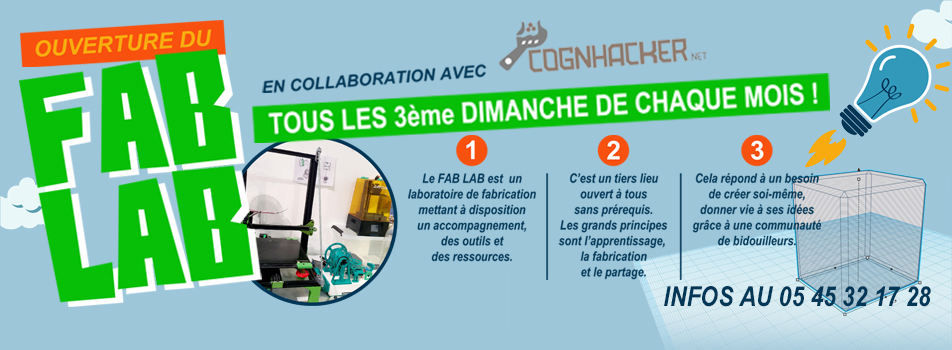 OUVERTURE DU
FAB
LAB
EN COLLABORATION AVEC
COGNHACKER.NET
TOUS LES 3ème DIMANCHE DE CHAQUE MOIS !
1
Le FAB LAB est un
laboratoire de fabrication
mettant à disposition
un accompagnement,
des outils et
des ressources.
2
C'est un tiers lieu
ouvert à tous
sans prérequis.
Les grands principes
sont l'apprentissage,
la fabrication
et le partage.
3
Cela répond à un besoin
de créer soi-même,
donner vie à ses idées
grâce à une communauté
de bidouilleurs.
INFOS AU 05 45 32 17 28